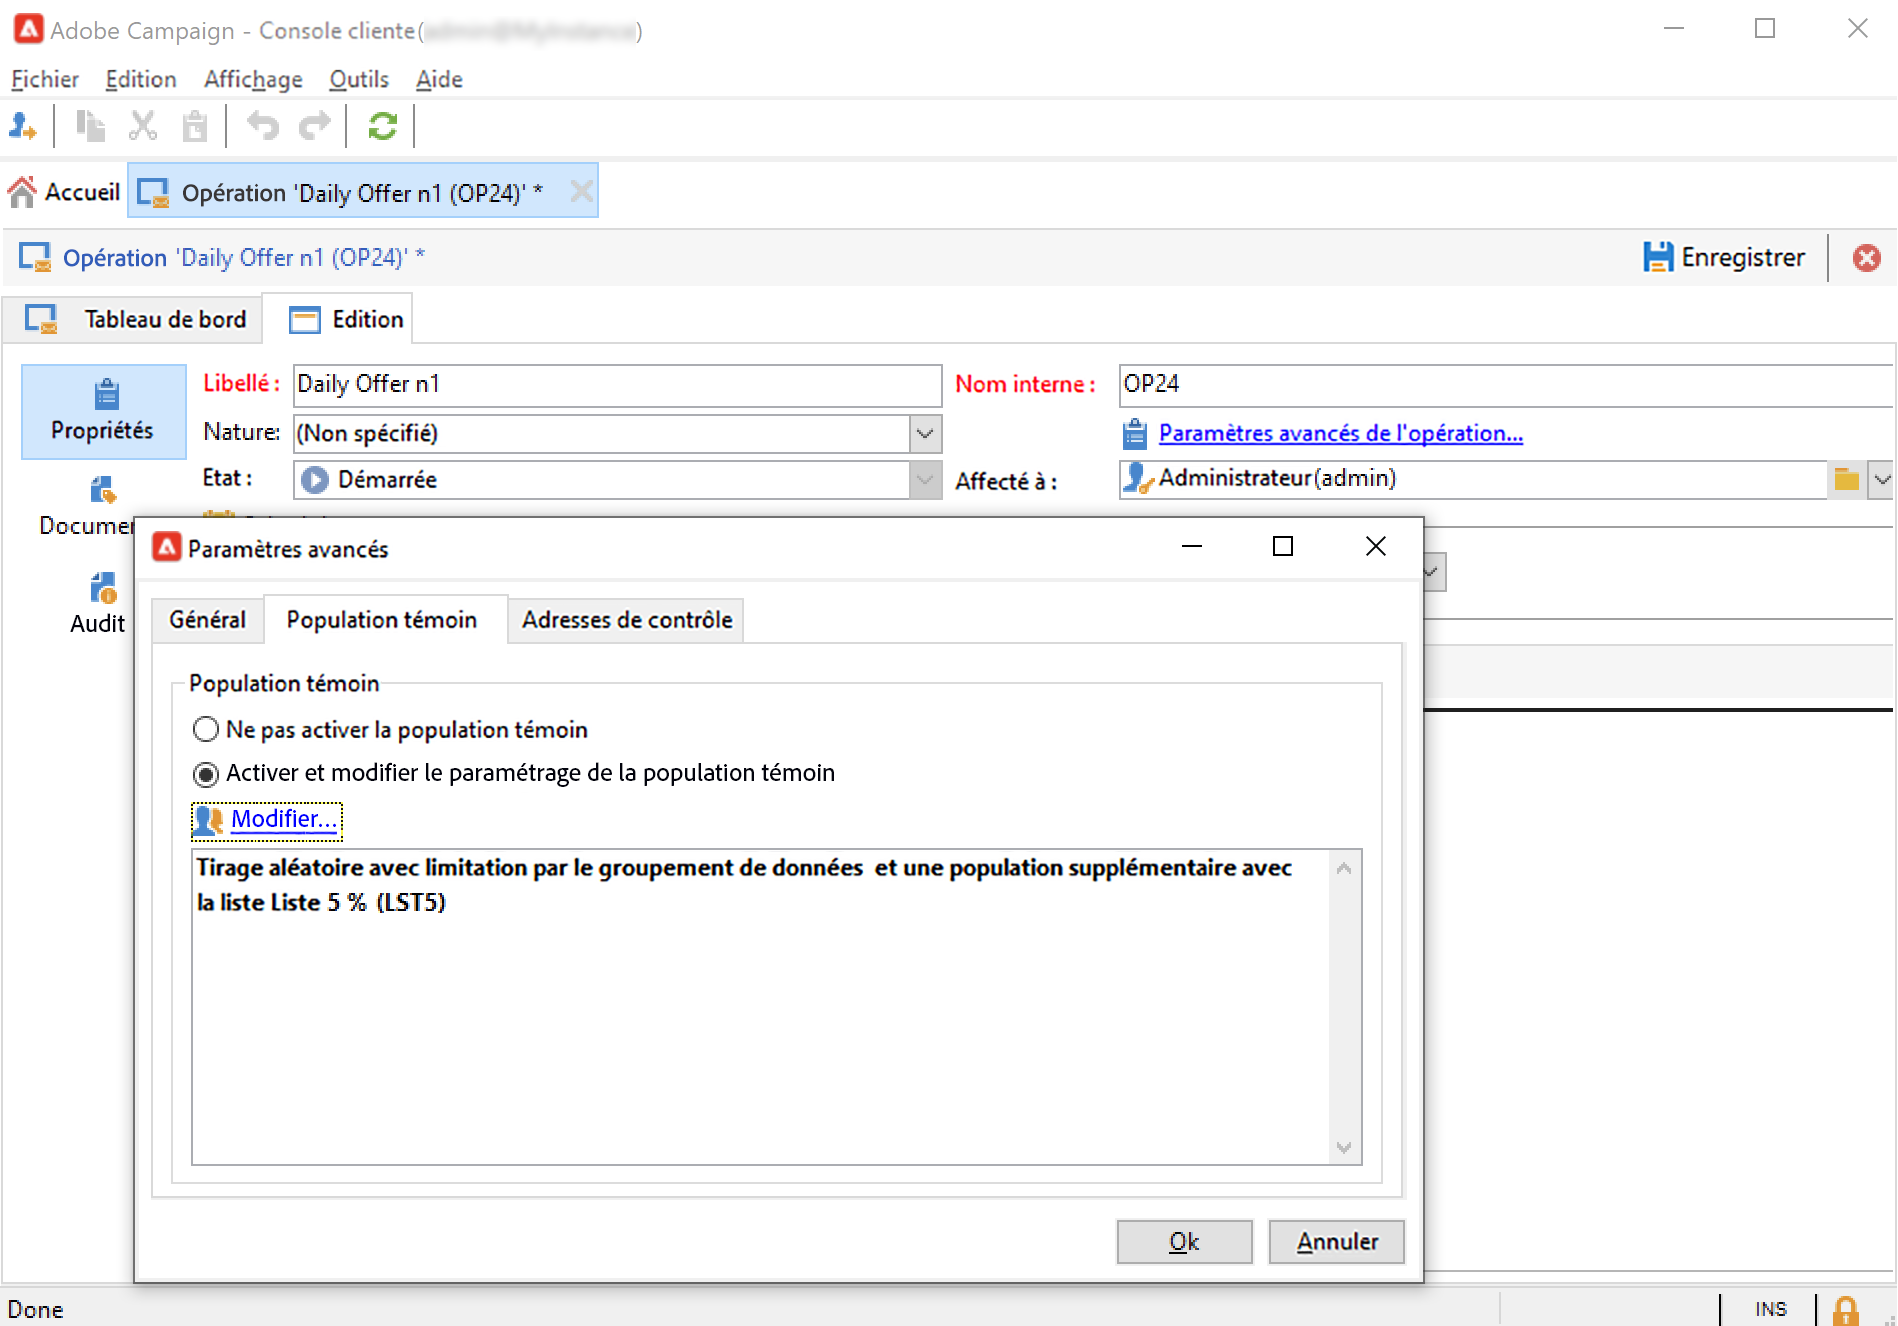 Adobe Campaign - Console cliente( )
Fichier Edition Affichage Outils Aide
Accueil Opération 'Daily Offer n1 (OP24)' *
Opération 'Daily Offer n1 (OP24)' * Enregistrer
Tableau de bord Edition
Libellé : Daily Offer n1 Nom interne : OP24
Propriétés
Nature: (Non spécifié) Paramètres avancés de l'opération...
Etat : Démarrée Affecté à : Administrateur(admin)
Documen
Audit
Paramètres avancés
Général Population témoin Adresses de contrôle
Population témoin
Ne pas activer la population témoin
Activer et modifier le paramétrage de la population témoin
Modifier...
Tirage aléatoire avec limitation par le groupement de données et une population supplémentaire avec
la liste Liste 5 % (LST5)
Ok Annuler
Done INS